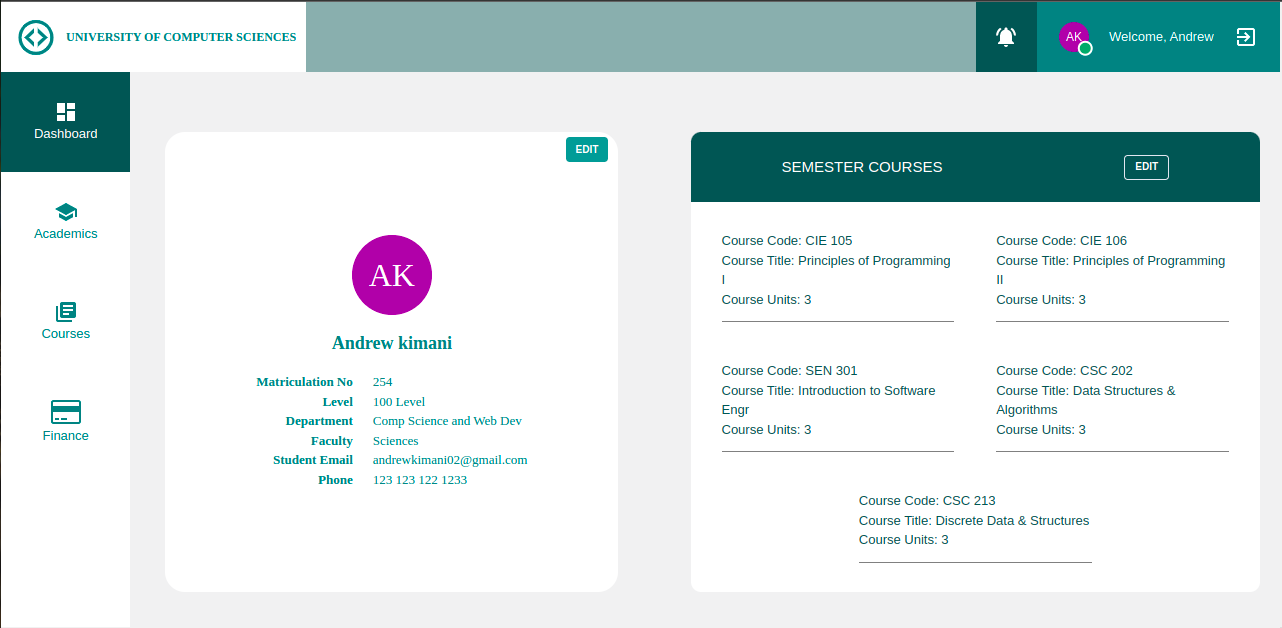 UNIVERSITY OF COMPUTER SCIENCES
AK
Welcome, Andrew
Dashboard
Academics
Courses
Finance
EDIT
AK
Andrew kimani
Matriculation No 254
Level 100 Level
Department Comp Science and Web Dev
Faculty Sciences
Student Email andrewkimani02@gmail.com
Phone 123 123 122 1233
SEMESTER COURSES
EDIT
Course Code: CIE 105
Course Title: Principles of Programming
I
Course Units: 3
Course Code: CIE 106
Course Title: Principles of Programming
II
Course Units: 3
Course Code: SEN 301
Course Title: Introduction to Software
Engr
Course Units: 3
Course Code: CSC 202
Course Title: Data Structures &
Algorithms
Course Units: 3
Course Code: CSC 213
Course Title: Discrete Data & Structures
Course Units: 3